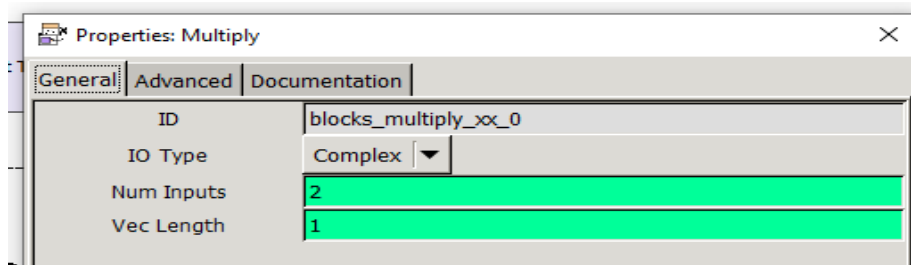 Properties: Multiply
General Advanced Documentation
ID blocks_multiply_xx_0
IO Type Complex
Num Inputs 2
Vec Length 1